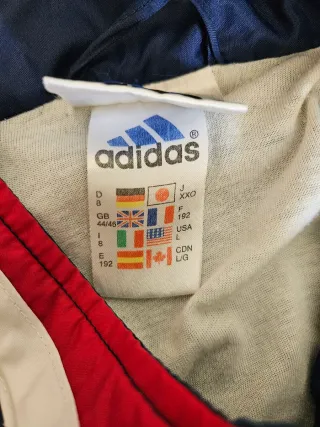 ®
adidas
D J
8 XXO
GB F
44/46 192
I USA
8 L
E CDN
192 L/G